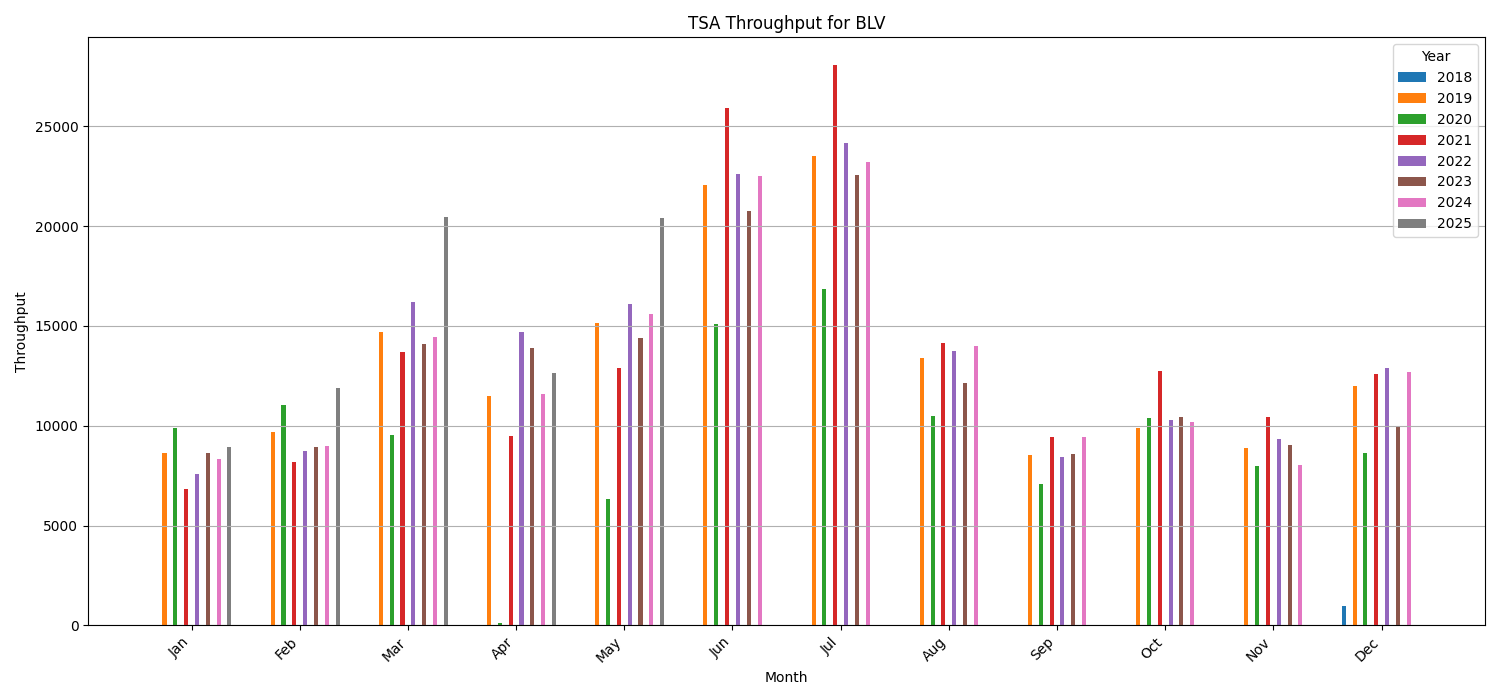 TSA Throughput for BLV
Year
2018
2019
2020
2021
2022
2023
2024
2025
Throughput
25000
20000
15000
10000
5000
0
Jan
Feb
Mar
Apr
May
Jun
Jul
Aug
Sep
Oct
Nov
Dec
Month